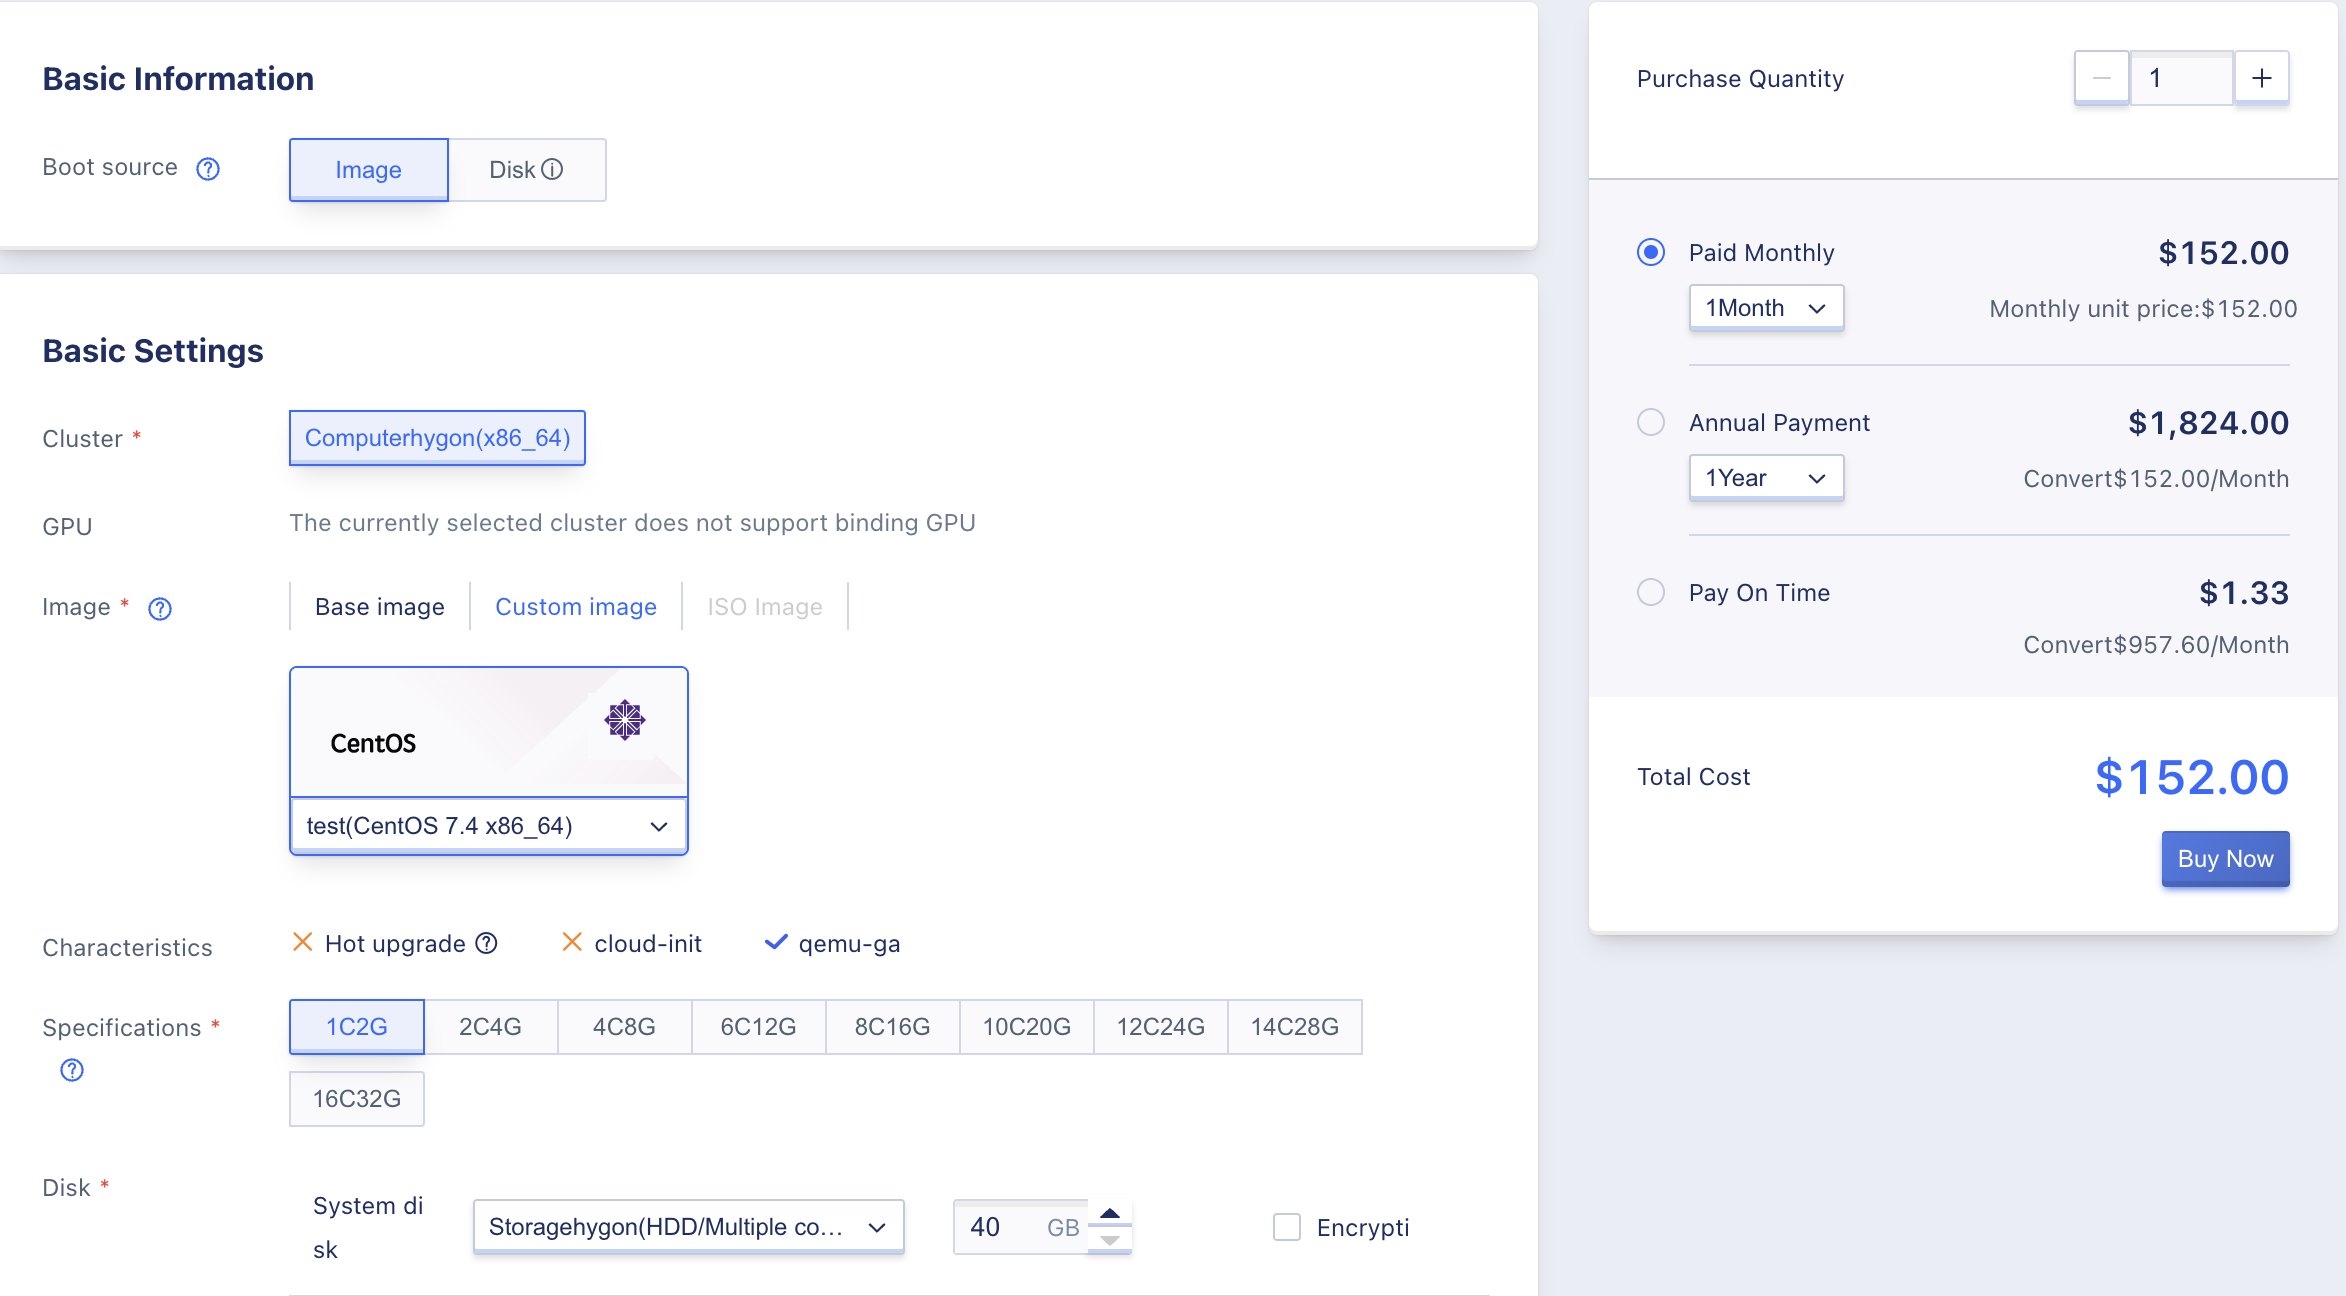 Basic Information
Boot source
Image
Disk
Basic Settings
Cluster *
Computerhygon(x86_64)
GPU
The currently selected cluster does not support binding GPU
Image *
Base image
Custom image
ISO Image
CentOS
test(CentOS 7.4 x86_64)
Characteristics
Hot upgrade
cloud-init
qemu-ga
Specifications *
1C2G
2C4G
4C8G
6C12G
8C16G
10C20G
12C24G
14C28G
16C32G
Disk *
System di
sk
Storagehygon(HDD/Multiple co...
40
GB
Encrypti
Purchase Quantity
1
Paid Monthly
$152.00
1Month
Monthly unit price:$152.00
Annual Payment
$1,824.00
1Year
Convert$152.00/Month
Pay On Time
$1.33
Convert$957.60/Month
Total Cost
$152.00
Buy Now